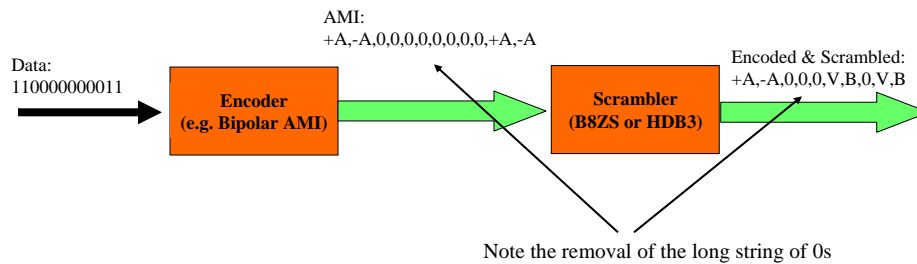 AMI:
+A,-A,0,0,0,0,0,0,0,0,0,+A,-A
Data:
110000000011
Encoded & Scrambled:
+A,-A,0,0,0,V,B,0,V,B
Encoder
(e.g. Bipolar AMI)
Scrambler
(B8ZS or HDB3)
Note the removal of the long string of 0s